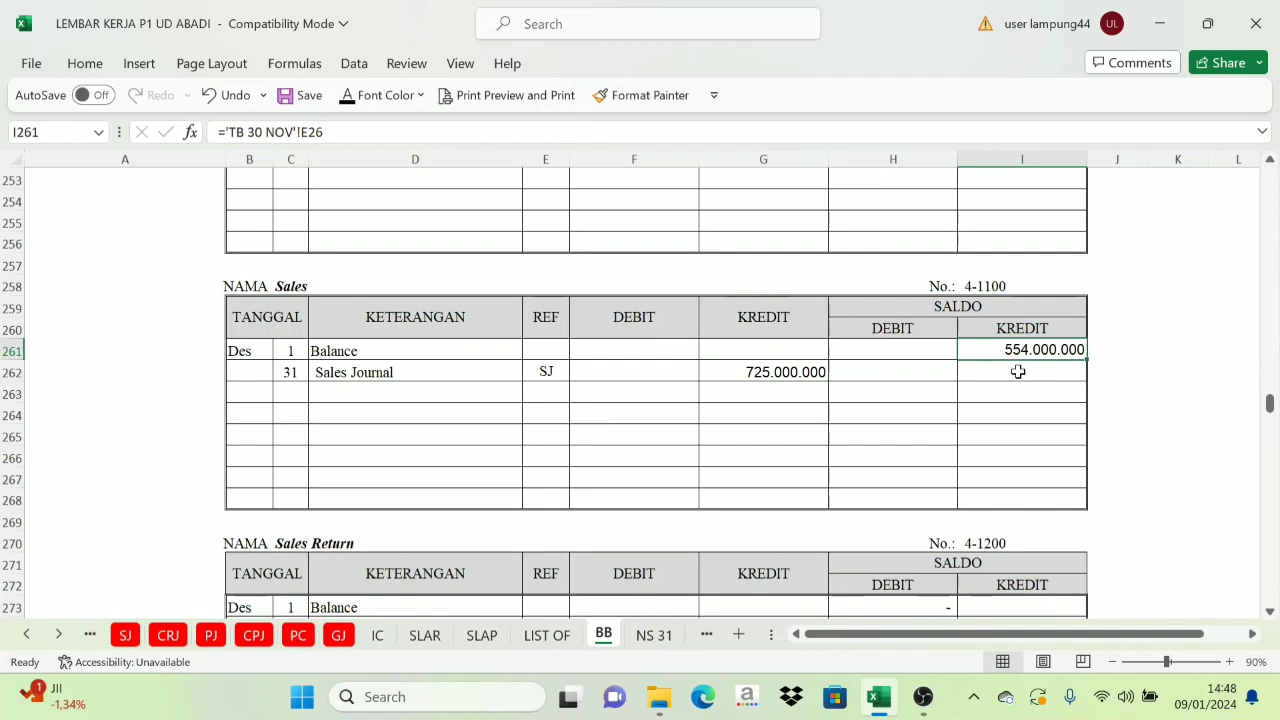 LEMBAR KERJA P1 UD ABADI - Compatibility Mode
Search
user lampung44
UL
File Home Insert Page Layout Formulas Data Review View Help
Comments
Share
AutoSave Off Redo Undo Save Font Color Print Preview and Print Format Painter
I261
fx
='TB 30 NOV'!E26
A B C D E F G H I J K L
253
254
255
256
257
258 NAMA Sales No.: 4-1100
259 SALDO
TANGGAL KETERANGAN REF DEBIT KREDIT
260 DEBIT KREDIT
261 Des 1 Balance 554.000.000
262 31 Sales Journal SJ 725.000.000
263
264
265
266
267
268
269
270 NAMA Sales Return No.: 4-1200
271 SALDO
TANGGAL KETERANGAN REF DEBIT KREDIT
272 DEBIT KREDIT
273 Des 1 Balance -
SJ CRJ PJ CPJ PC GJ IC SLAR SLAP LIST OF BB NS 31
Ready Accessibility: Unavailable 90%
1
JII
-1,34%
Search
a
14:48
09/01/2024